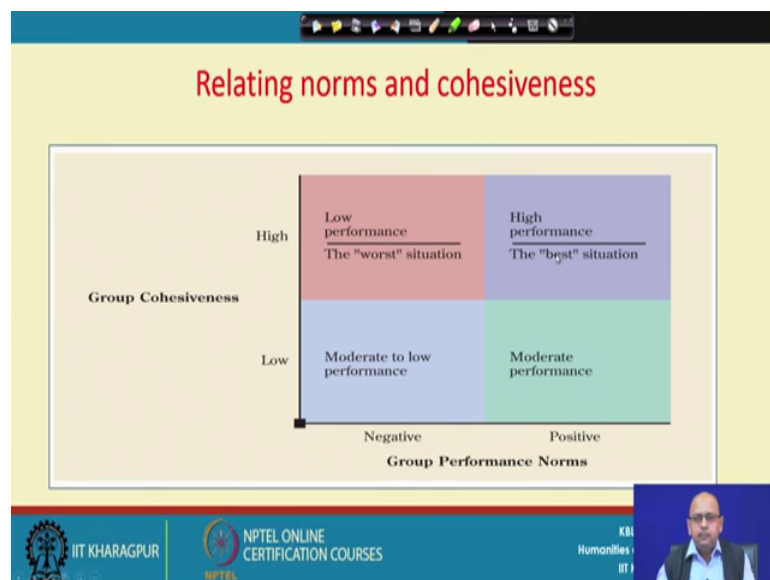 Relating norms and cohesiveness
High
Low
performance
The "worst" situation
High
performance
The "best" situation
Group Cohesiveness
Low
Moderate to low
performance
Moderate
performance
Negative
Positive
Group Performance Norms
IIT KHARAGPUR
NPTEL ONLINE
CERTIFICATION COURSES
NPTEL
KBL
Humanities
IIT